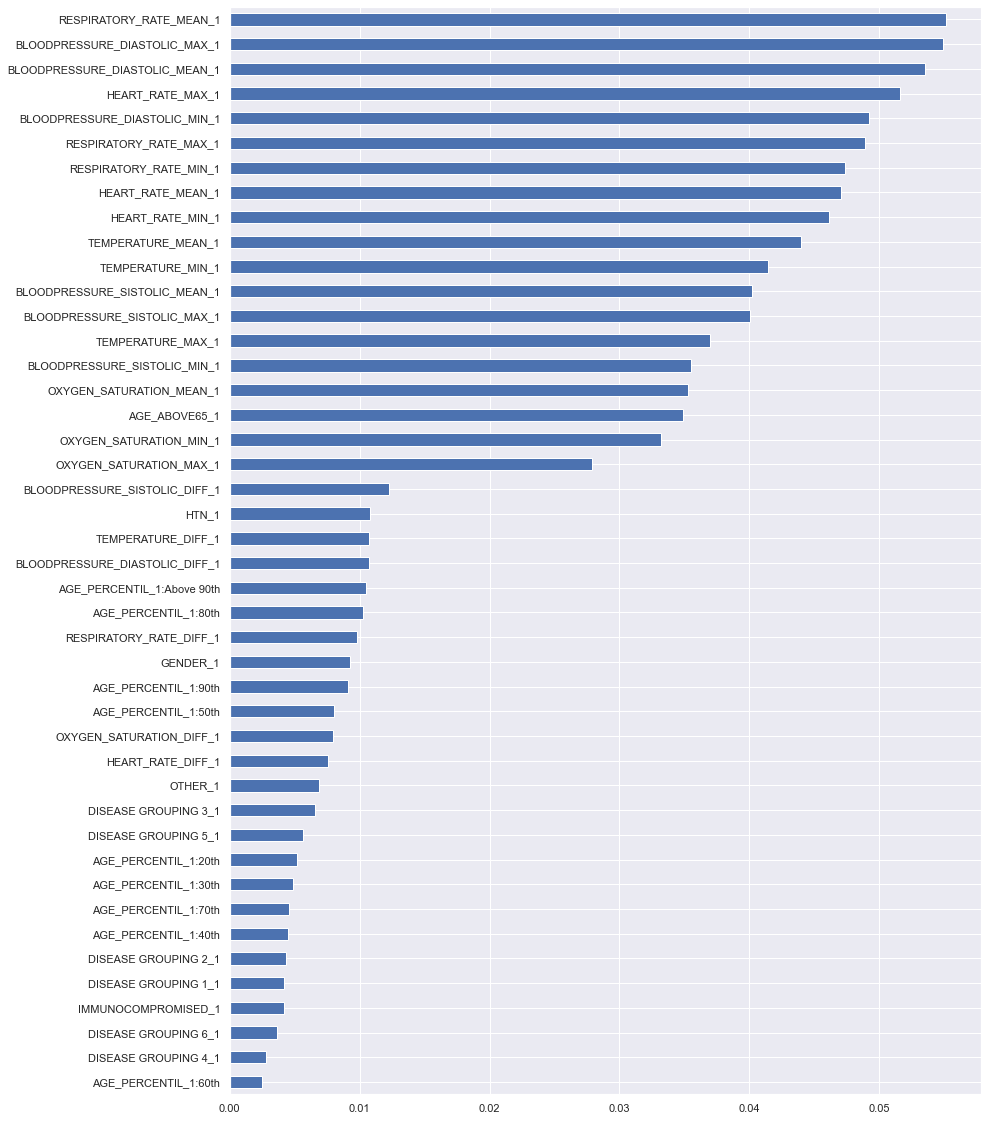 RESPIRATORY_RATE_MEAN_1
BLOODPRESSURE_DIASTOLIC_MAX_1
BLOODPRESSURE_DIASTOLIC_MEAN_1
HEART_RATE_MAX_1
BLOODPRESSURE_DIASTOLIC_MIN_1
RESPIRATORY_RATE_MAX_1
RESPIRATORY_RATE_MIN_1
HEART_RATE_MEAN_1
HEART_RATE_MIN_1
TEMPERATURE_MEAN_1
TEMPERATURE_MIN_1
BLOODPRESSURE_SISTOLIC_MEAN_1
BLOODPRESSURE_SISTOLIC_MAX_1
TEMPERATURE_MAX_1
BLOODPRESSURE_SISTOLIC_MIN_1
OXYGEN_SATURATION_MEAN_1
AGE_ABOVE65_1
OXYGEN_SATURATION_MIN_1
OXYGEN_SATURATION_MAX_1
BLOODPRESSURE_SISTOLIC_DIFF_1
HTN_1
TEMPERATURE_DIFF_1
BLOODPRESSURE_DIASTOLIC_DIFF_1
AGE_PERCENTIL_1:Above 90th
AGE_PERCENTIL_1:80th
RESPIRATORY_RATE_DIFF_1
GENDER_1
AGE_PERCENTIL_1:90th
AGE_PERCENTIL_1:50th
OXYGEN_SATURATION_DIFF_1
HEART_RATE_DIFF_1
OTHER_1
DISEASE GROUPING 3_1
DISEASE GROUPING 5_1
AGE_PERCENTIL_1:20th
AGE_PERCENTIL_1:30th
AGE_PERCENTIL_1:70th
AGE_PERCENTIL_1:40th
DISEASE GROUPING 2_1
DISEASE GROUPING 1_1
IMMUNOCOMPROMISED_1
DISEASE GROUPING 6_1
DISEASE GROUPING 4_1
AGE_PERCENTIL_1:60th
0.00 0.01 0.02 0.03 0.04 0.05